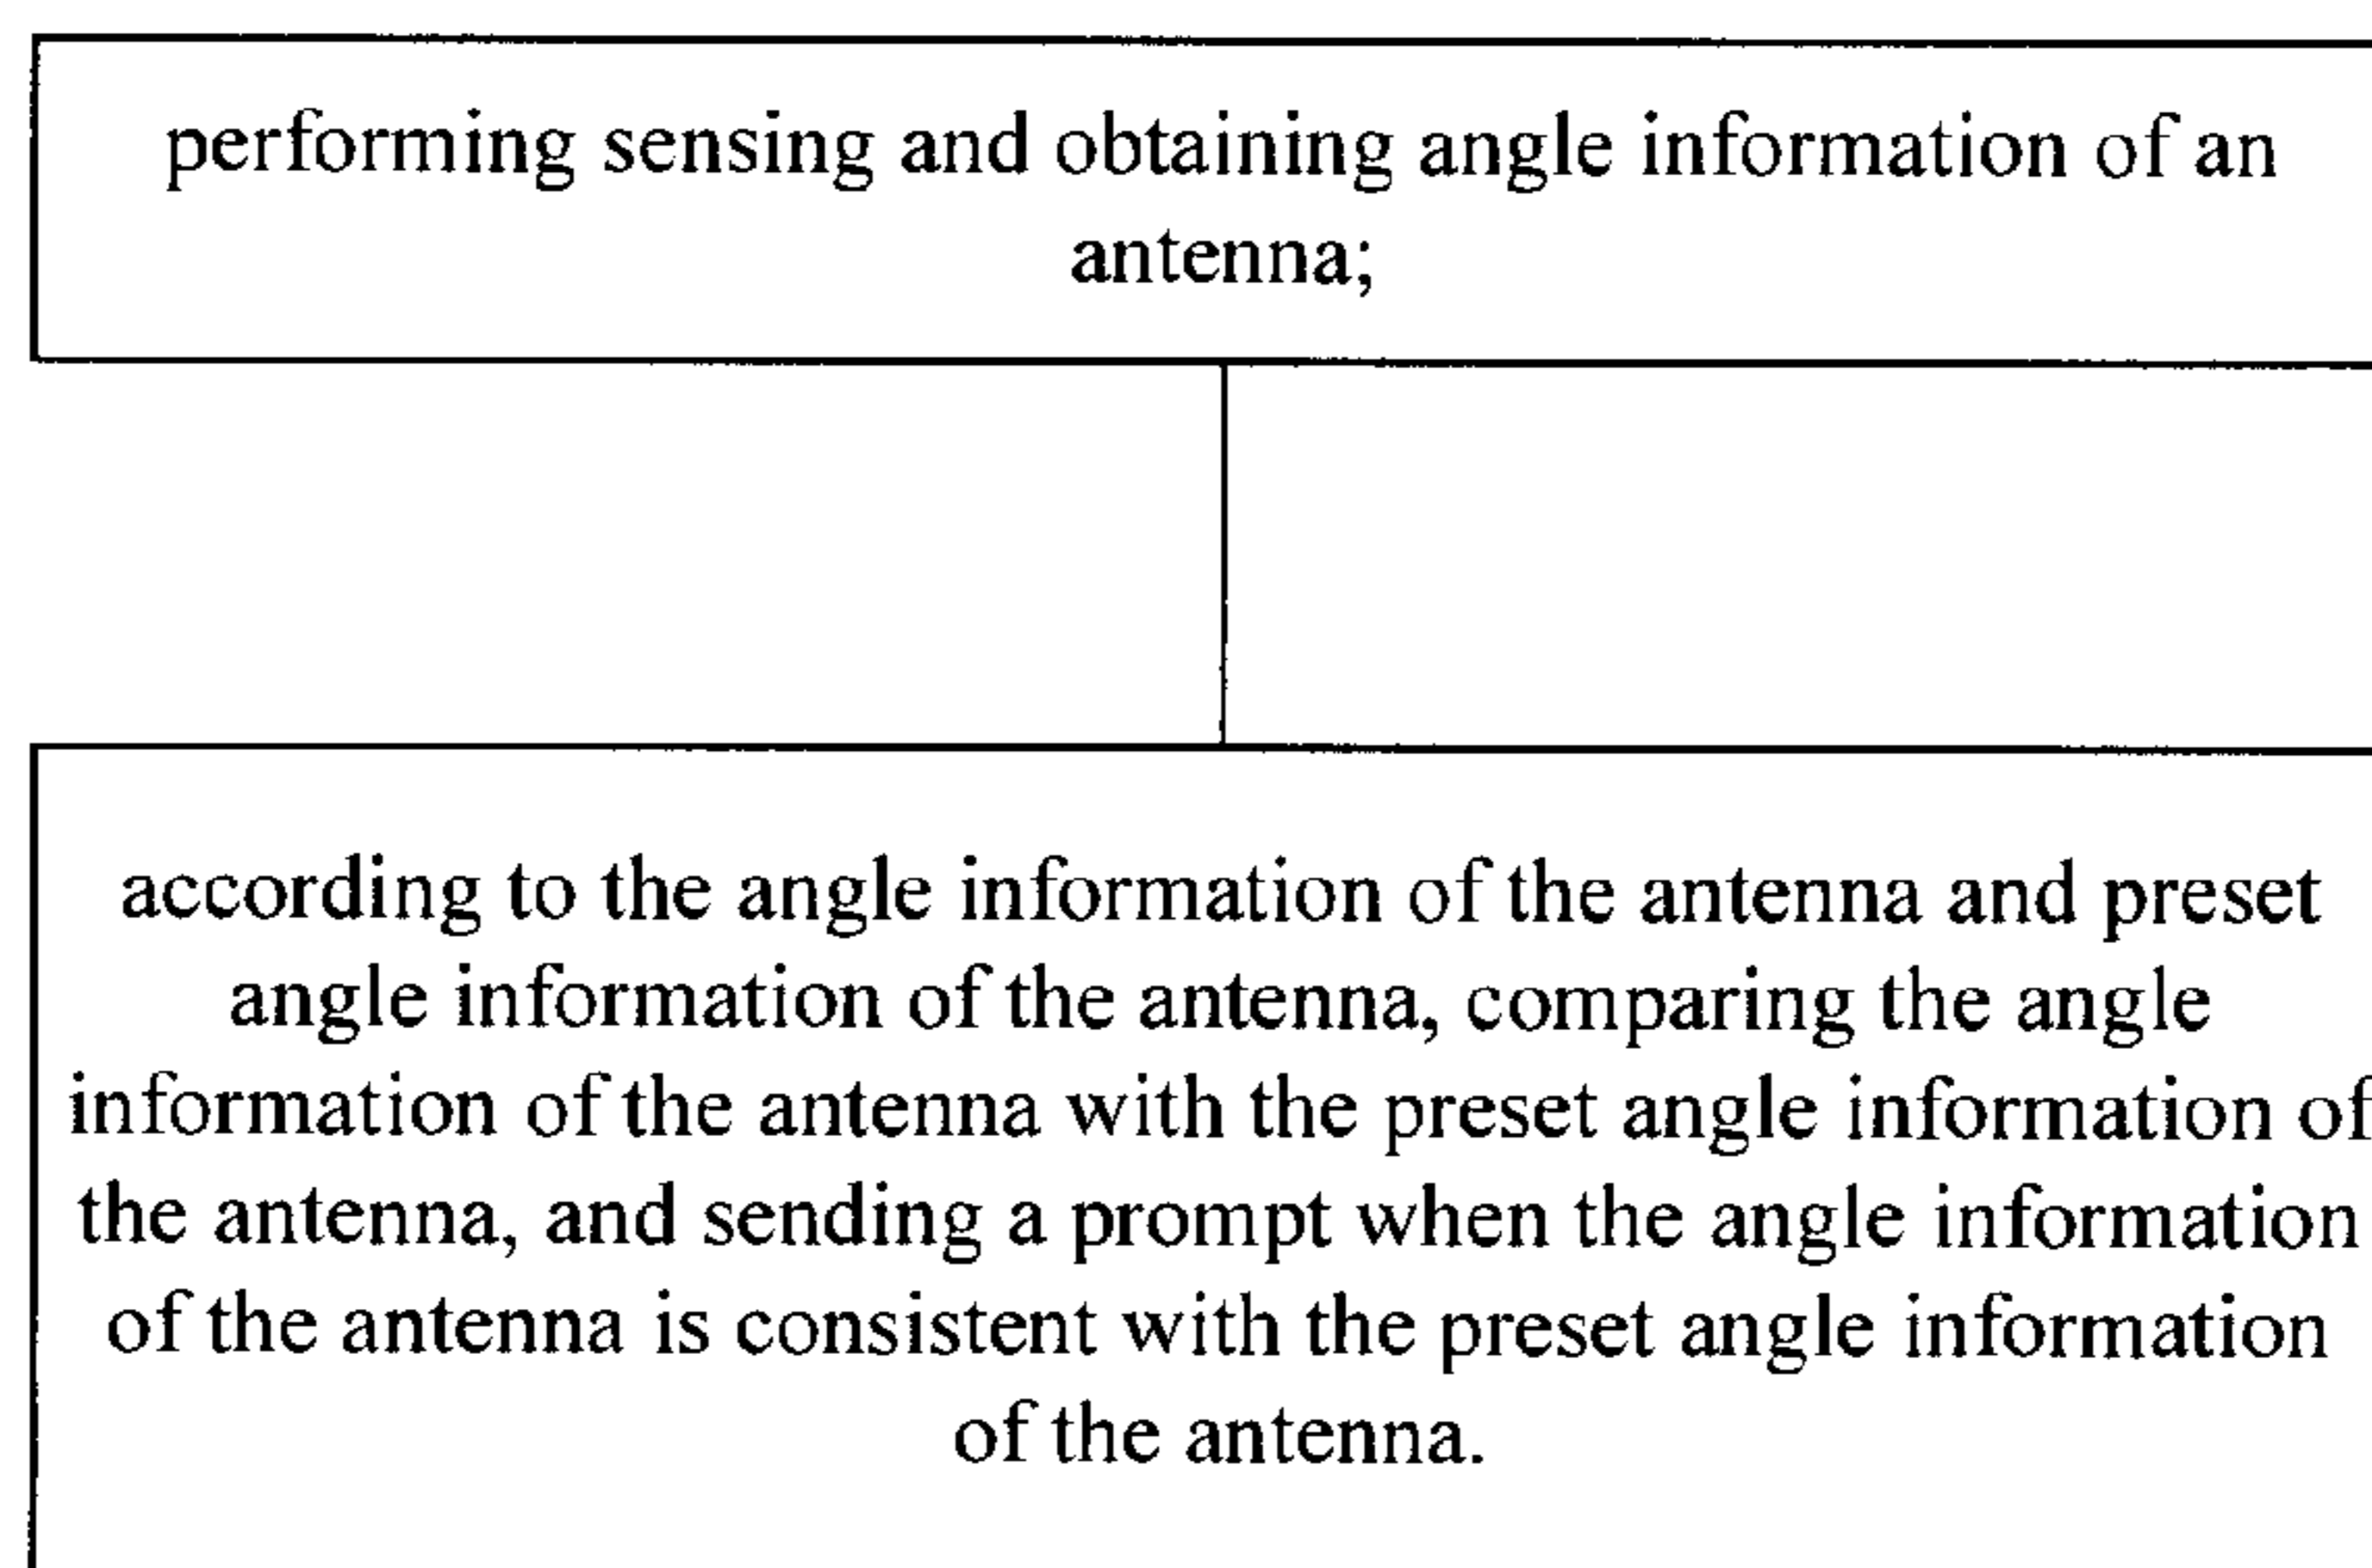 performing sensing and obtaining angle information of an
antenna;
according to the angle information of the antenna and preset
angle information of the antenna, comparing the angle
information of the antenna with the preset angle information of
the antenna, and sending a prompt when the angle information
of the antenna is consistent with the preset angle information
of the antenna.